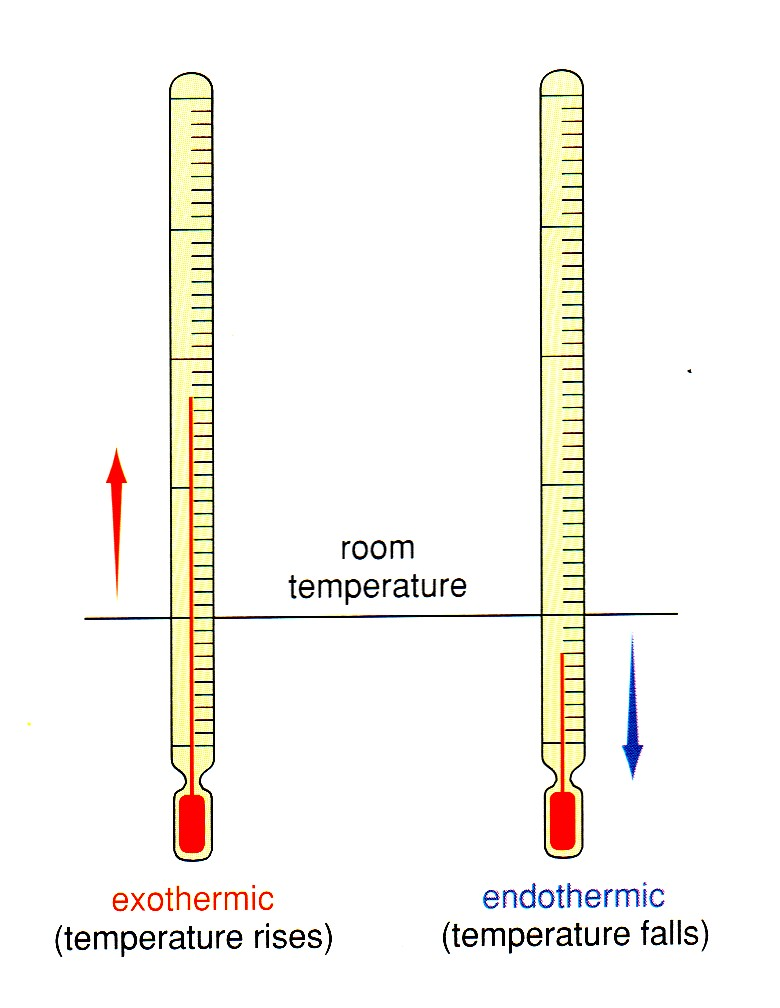 room
temperature
exothermic
(temperature rises)
endothermic
(temperature falls)